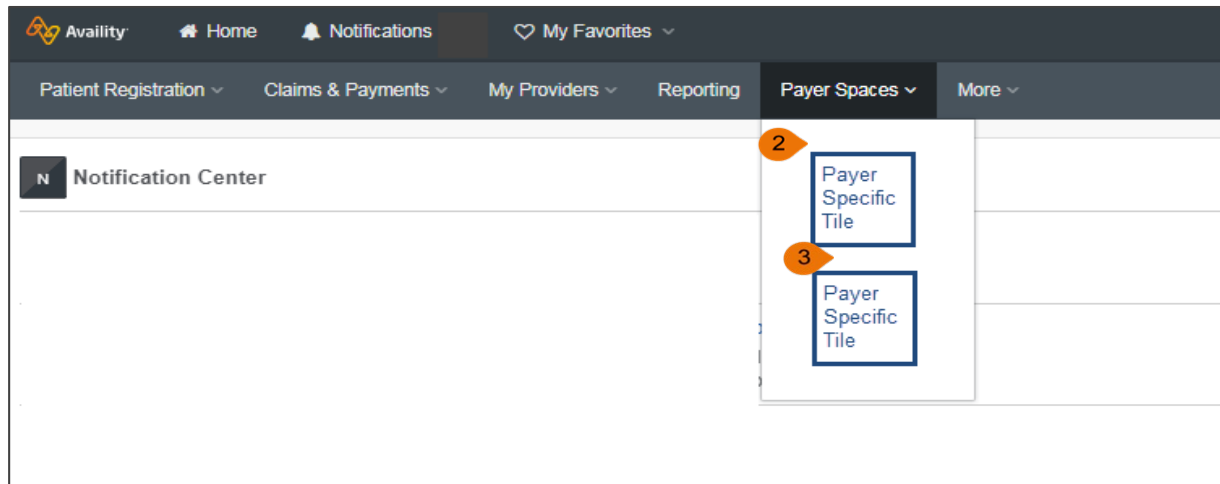 Availity Home Notifications My Favorites
Patient Registration Claims & Payments My Providers Reporting Payer Spaces More
N Notification Center
2
Payer
Specific
Tile
3
Payer
Specific
Tile